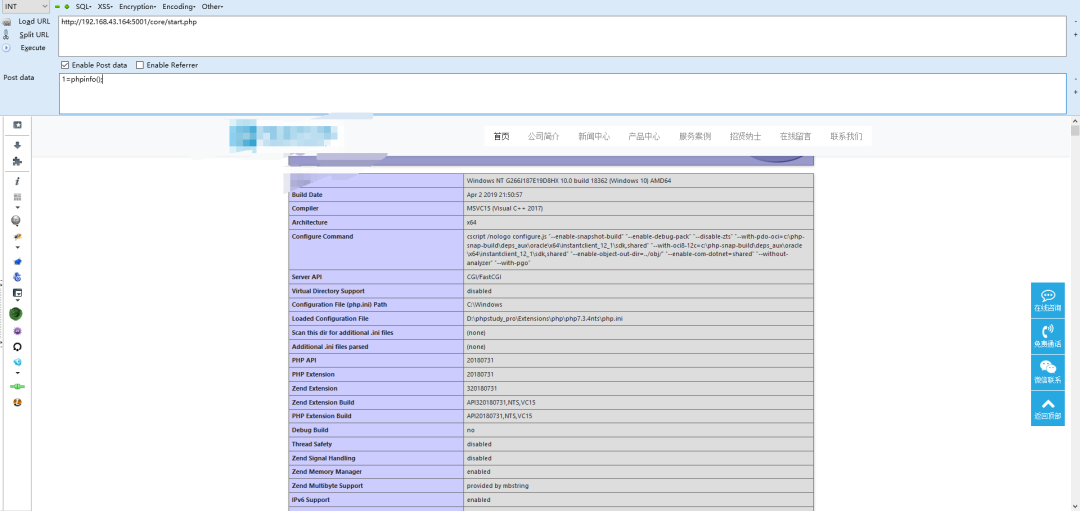 INT
SQL- XSS- Encryption- Encoding- Other-
Load URL
http://192.168.43.164:5001/core/start.php
Split URL
Execute
Enable Post data Enable Referrer
Post data
1=phpinfo();
首页 公司简介 新闻中心 产品中心 服务案例 招贤纳士 在线留言 联系我们
Windows NT G266J187E19D8HX 10.0 build 18362 (Windows 10) AMD64
Build Date Apr 2 2019 21:50:57
Compiler MSVC15 (Visual C++ 2017)
Architecture x64
Configure Command cscript /nologo configure.js "--enable-snapshot-build" "--enable-debug-pack" "--disable-zts" "--with-pdo-oci=c:\php-
snap-build\deps_aux\oracle\x64\instantclient_12_1\sdk,shared" "--with-oci8-12c=c:\php-snap-build\deps_aux\oracle
\x64\instantclient_12_1\sdk,shared" "--enable-object-out-dir=../obj/" "--enable-com-dotnet=shared" "--without-
analyzer" "--with-pgo"
Server API CGI/FastCGI
Virtual Directory Support disabled
Configuration File (php.ini) Path C:\Windows
Loaded Configuration File D:\phpstudy_pro\Extensions\php\php7.3.4nts\php.ini
Scan this dir for additional .ini files (none)
Additional .ini files parsed (none)
PHP API 20180731
PHP Extension 20180731
Zend Extension 320180731
Zend Extension Build API320180731,NTS,VC15
PHP Extension Build API20180731,NTS,VC15
Debug Build no
Thread Safety disabled
Zend Signal Handling disabled
Zend Memory Manager enabled
Zend Multibyte Support provided by mbstring
IPv6 Support enabled
在线咨询
免费通话
微信联系
返回顶部